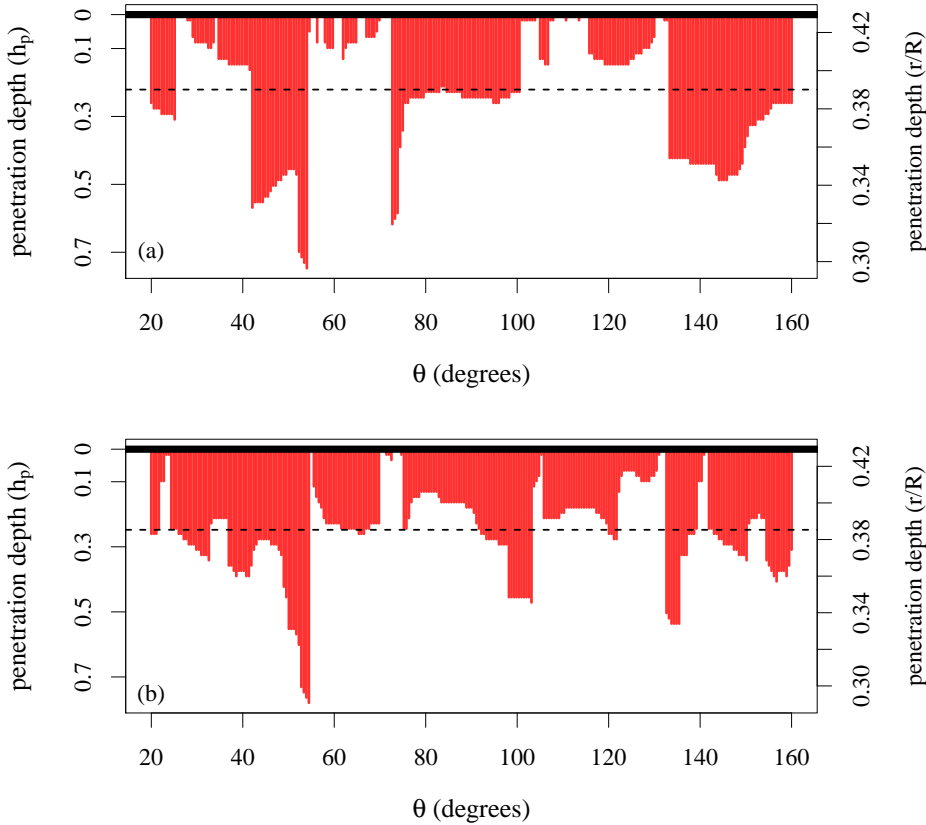 penetration depth (hp)
0
0.1
0.3
0.5
0.7
(a)
0.42
0.38
0.34
0.30
penetration depth (r/R)
20 40 60 80 100 120 140 160
θ (degrees)
penetration depth (hp)
0
0.1
0.3
0.5
0.7
(b)
0.42
0.38
0.34
0.30
penetration depth (r/R)
20 40 60 80 100 120 140 160
θ (degrees)